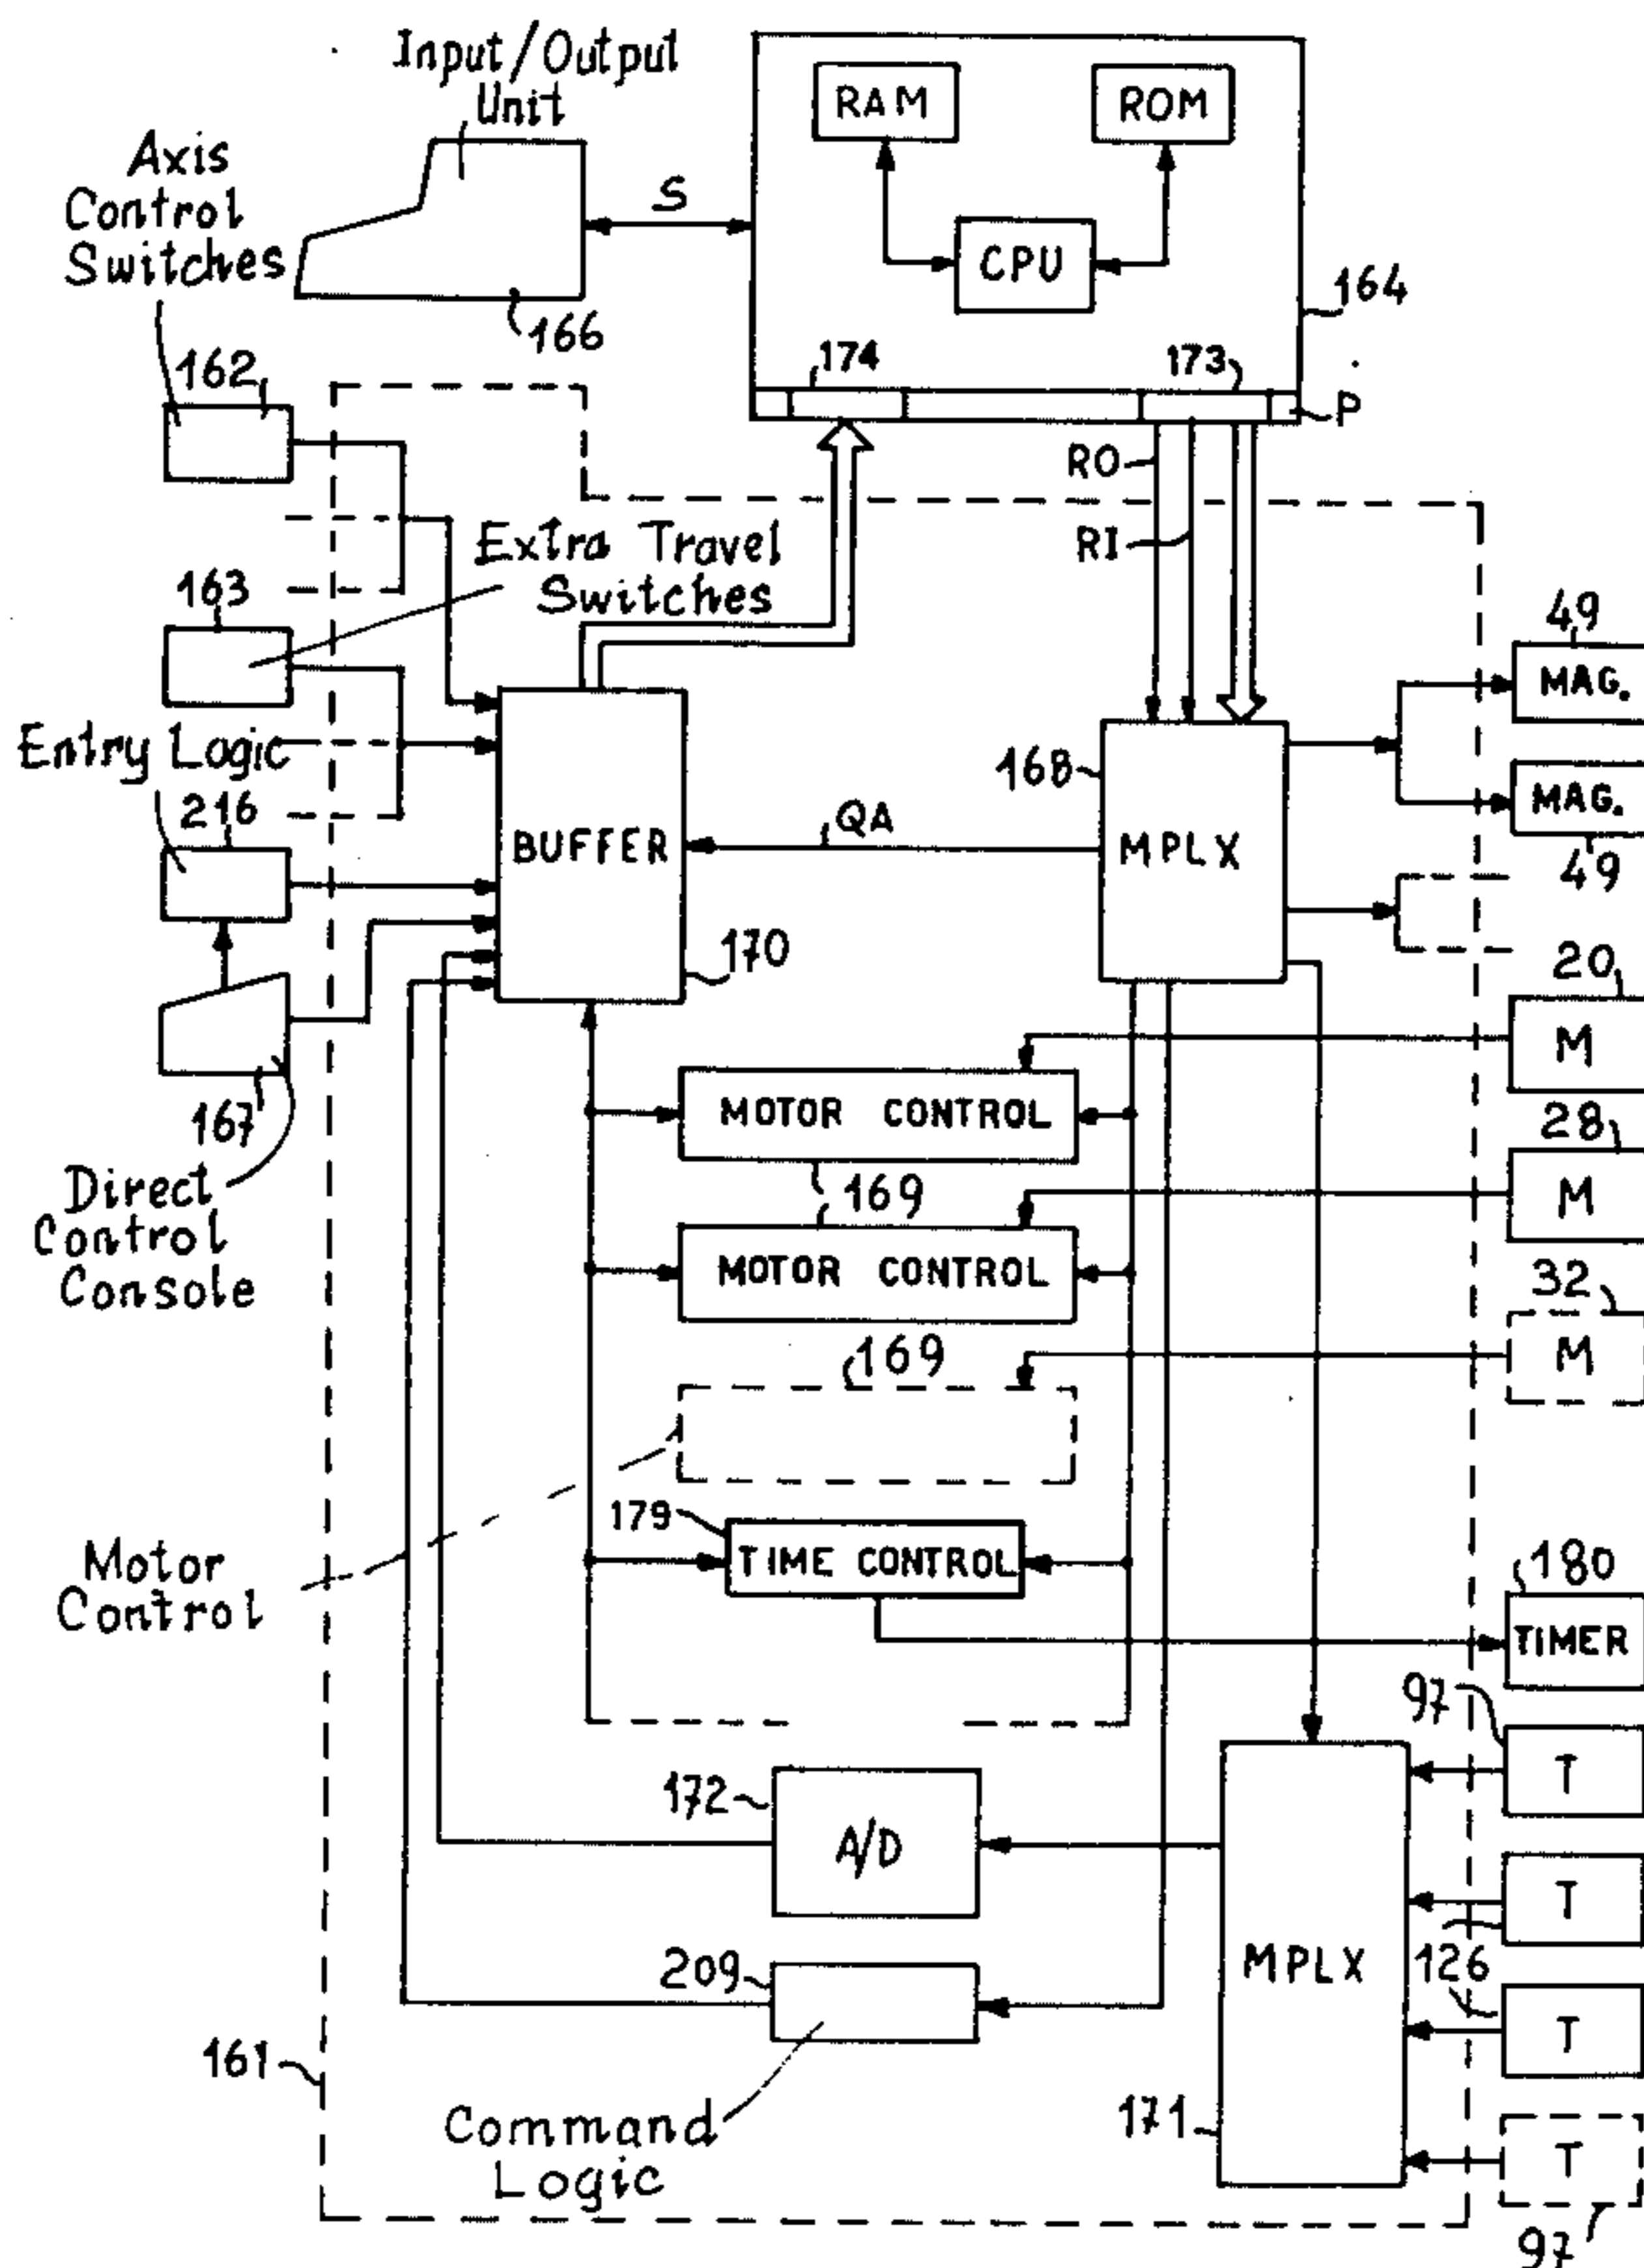 Input/Output
Unit
Axis
Control
Switches
RAM
ROM
CPU
S
164
166
174
173
P
162
RO
RI
Extra Travel
Switches
163
49
MAG.
Entry Logic
216
168
MAG.
49
BUFFER
QA
MPLX
170
20
M
167
MOTOR CONTROL
28
M
Direct
Control
Console
169
MOTOR CONTROL
32
M
169
179
TIME CONTROL
Motor
Control
180
TIMER
97
T
172
A/D
T
126
MPLX
209
T
161
171
Command
Logic
T
97